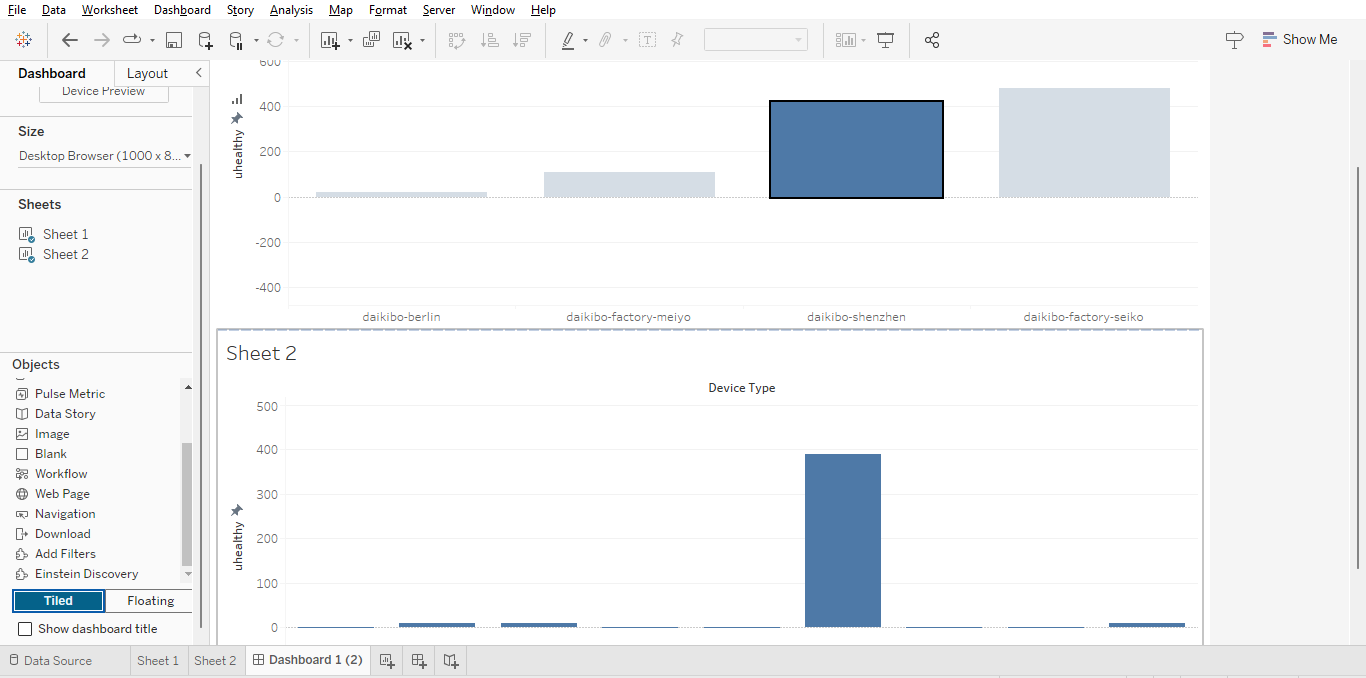 File Data Worksheet Dashboard Story Analysis Map Format Server Window Help
Show Me
Dashboard Layout
Device Preview
Size
Desktop Browser (1000 x 8...
Sheets
Sheet 1
Sheet 2
Objects
Pulse Metric
Data Story
Image
Blank
Workflow
Web Page
Navigation
Download
Add Filters
Einstein Discovery
Tiled Floating
Show dashboard title
600
400
200
0
-200
-400
uhealthy
daikibo-berlin daikibo-factory-meiyo daikibo-shenzhen daikibo-factory-seiko
Sheet 2
Device Type
500
400
300
200
100
0
uhealthy
Data Source Sheet 1 Sheet 2 Dashboard 1 (2)